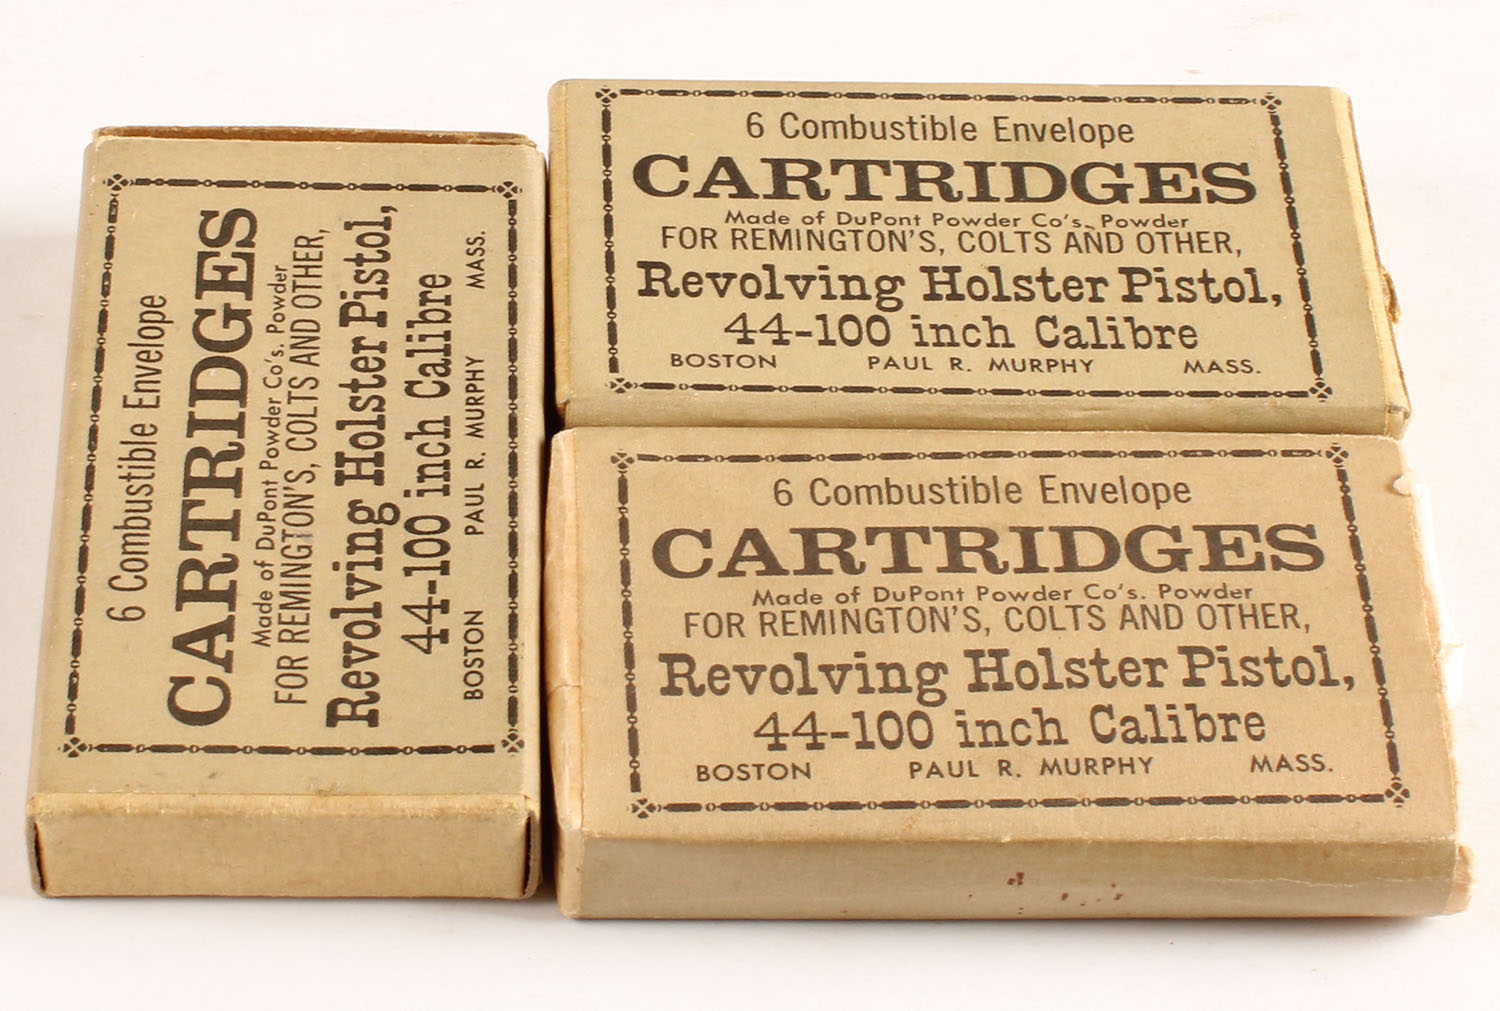 6 Combustible Envelope
CARTRIDGES
Made of DuPont Powder Co's. Powder
FOR REMINGTON'S, COLTS AND OTHER,
Revolving Holster Pistol,
44-100 inch Calibre
BOSTON PAUL R. MURPHY MASS.
6 Combustible Envelope
CARTRIDGES
Made of DuPont Powder Co's. Powder
FOR REMINGTON'S, COLTS AND OTHER,
Revolving Holster Pistol,
44-100 inch Calibre
BOSTON PAUL R. MURPHY MASS.
6 Combustible Envelope
CARTRIDGES
Made of DuPont Powder Co's. Powder
FOR REMINGTON'S, COLTS AND OTHER,
Revolving Holster Pistol,
44-100 inch Calibre
BOSTON PAUL R. MURPHY MASS.